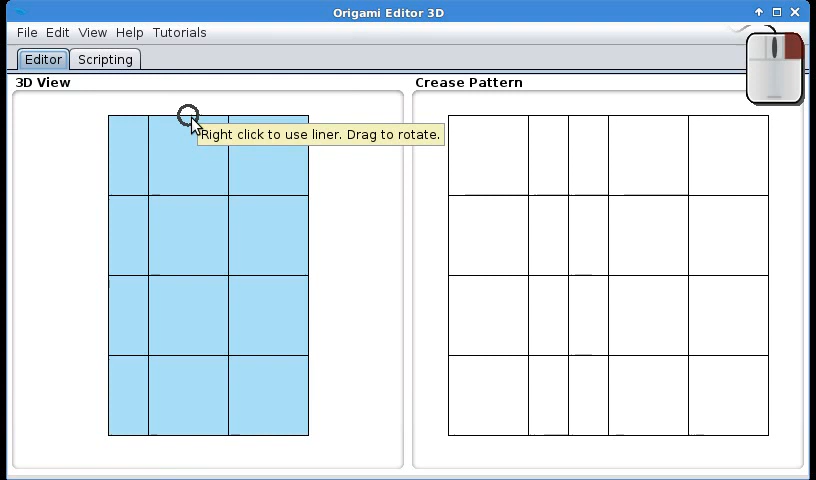 Origami Editor 3D
File Edit View Help Tutorials
Editor Scripting
3D View
Crease Pattern
Right click to use liner. Drag to rotate.